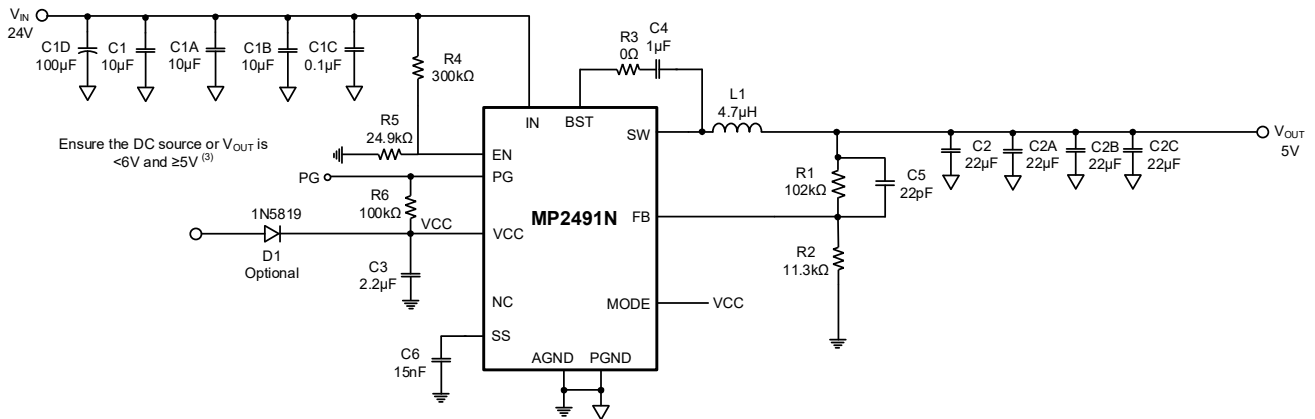 VIN
24V
C1D
100µF
C1
10µF
C1A
10µF
C1B
10µF
C1C
0.1µF
R4
300kΩ
R3
0Ω
C4
1µF
L1
4.7µH
IN
BST
SW
R5
24.9kΩ
EN
Ensure the DC source or VOUT is
<6V and ≥5V (3)
PG
PG
R6
100kΩ
VCC
VCC
1N5819
D1
Optional
C3
2.2µF
MP2491N
NC
SS
C6
15nF
AGND
PGND
FB
MODE
VCC
R1
102kΩ
C5
22pF
R2
11.3kΩ
C2
22µF
C2A
22µF
C2B
22µF
C2C
22µF
VOUT
5V